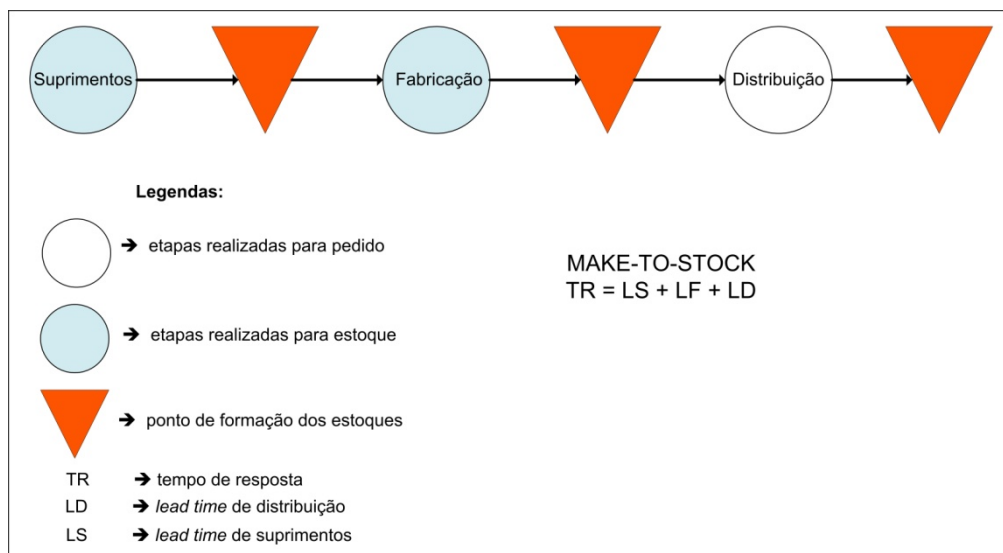 Suprimentos
Fabricação
Distribuição
Legendas:
➔ etapas realizadas para pedido
MAKE-TO-STOCK
TR = LS + LF + LD
➔ etapas realizadas para estoque
➔ ponto de formação dos estoques
TR ➔ tempo de resposta
LD ➔ lead time de distribuição
LS ➔ lead time de suprimentos